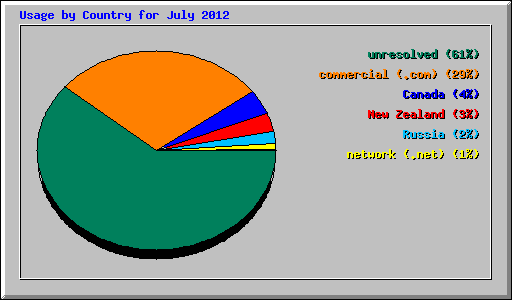 Usage by Country for July 2012
unresolved (61%)
commercial (.com) (29%)
Canada (4%)
New Zealand (3%)
Russia (2%)
network (.net) (1%)